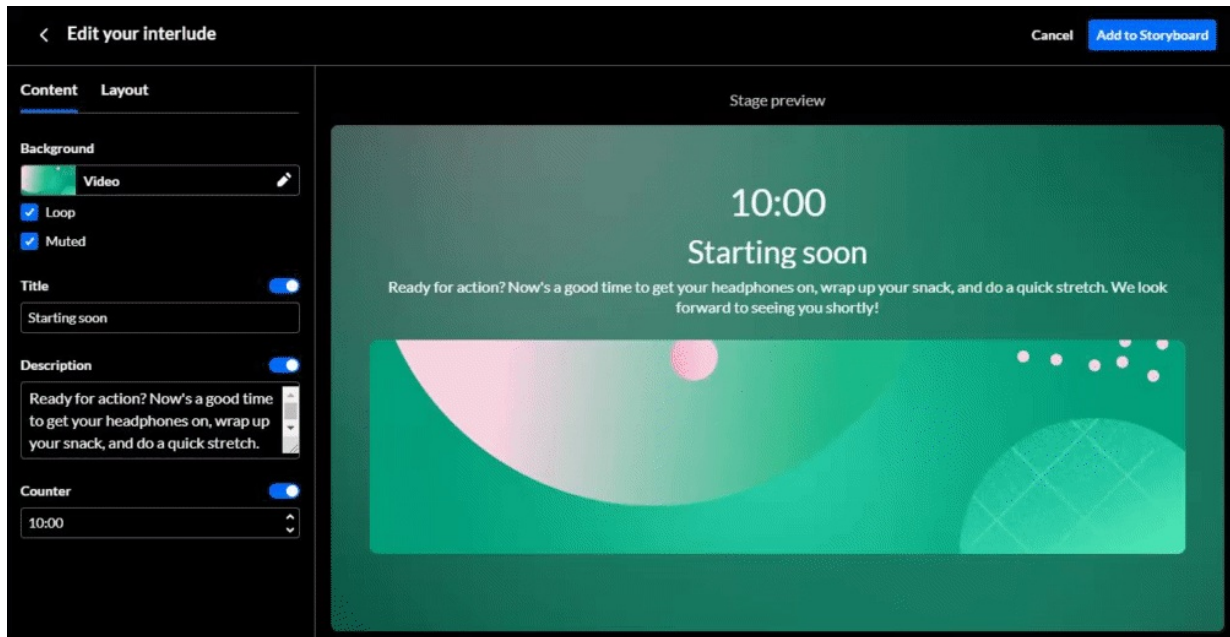 Edit your interlude
Cancel
Add to Storyboard
Content
Layout
Stage preview
Background
Video
Loop
Muted
Title
Starting soon
Description
Ready for action? Now's a good time
to get your headphones on, wrap up
your snack, and do a quick stretch.
Counter
10:00
10:00
Starting soon
Ready for action? Now's a good time to get your headphones on, wrap up your snack, and do a quick stretch. We look
forward to seeing you shortly!